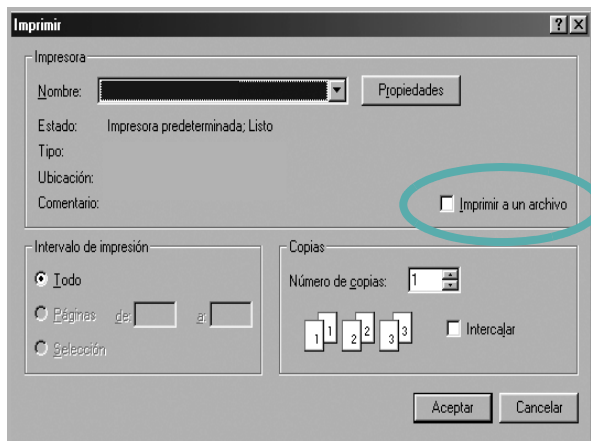 Imprimir
Impresora
Nombre:
Propiedades
Estado: Impresora predeterminada; Listo
Tipo:
Ubicación:
Comentario:
Imprimir a un archivo
Intervalo de impresión
Todo
Páginas de: a:
Selección
Copias
Número de copias: 1
1 1 2 2 3 3
Intercalar
Aceptar Cancelar